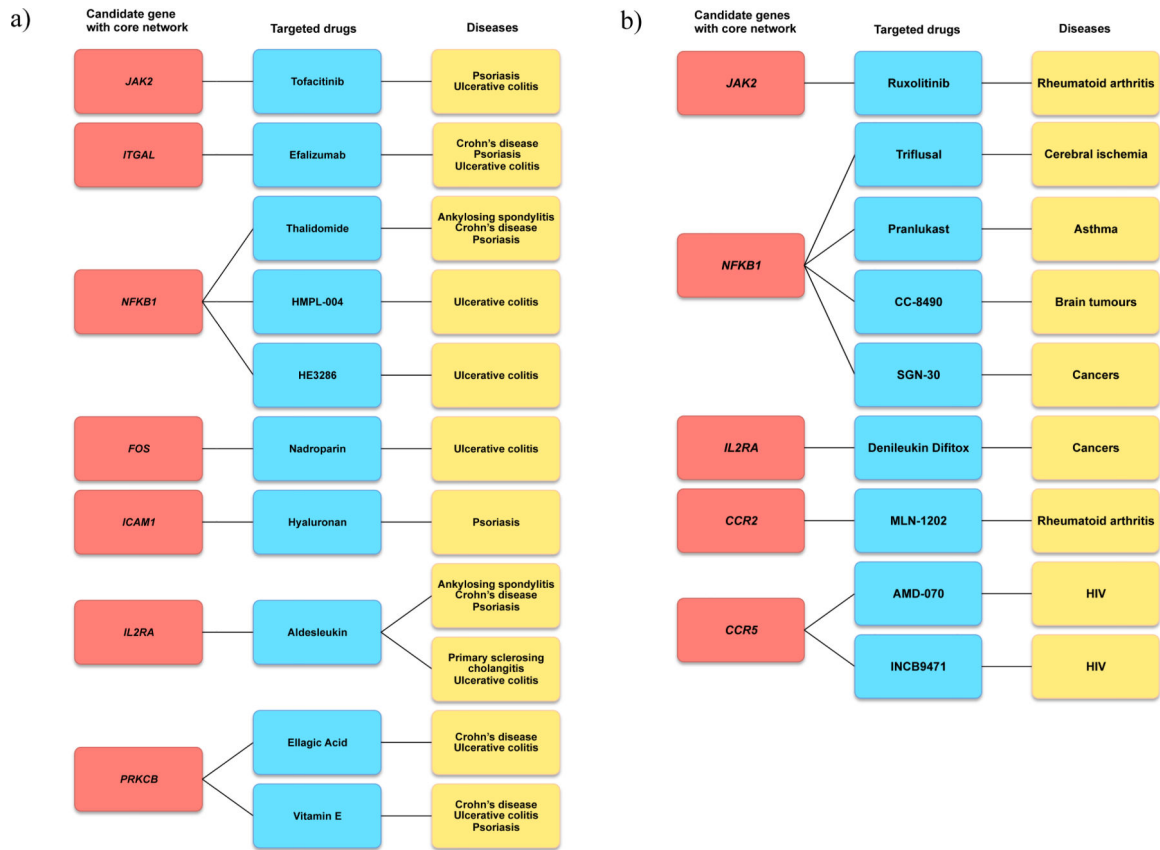 a)
Candidate gene
with core network
Targeted drugs
Diseases
JAK2
Tofacitinib
Psoriasis
Ulcerative colitis
ITGAL
Efalizumab
Crohn's disease
Psoriasis
Ulcerative colitis
NFKB1
Thalidomide
Ankylosing spondylitis
Crohn's disease
Psoriasis
HMPL-004
Ulcerative colitis
HE3286
Ulcerative colitis
FOS
Nadroparin
Ulcerative colitis
ICAM1
Hyaluronan
Psoriasis
IL2RA
Aldesleukin
Ankylosing spondylitis
Crohn's disease
Psoriasis
Primary sclerosing
cholangitis
Ulcerative colitis
PRKCB
Ellagic Acid
Crohn's disease
Ulcerative colitis
Vitamin E
Crohn's disease
Ulcerative colitis
Psoriasis
b)
Candidate genes
with core network
Targeted drugs
Diseases
JAK2
Ruxolitinib
Rheumatoid arthritis
NFKB1
Triflusal
Cerebral ischemia
Pranlukast
Asthma
CC-8490
Brain tumours
SGN-30
Cancers
IL2RA
Denileukin Difitox
Cancers
CCR2
MLN-1202
Rheumatoid arthritis
CCR5
AMD-070
HIV
INCB9471
HIV